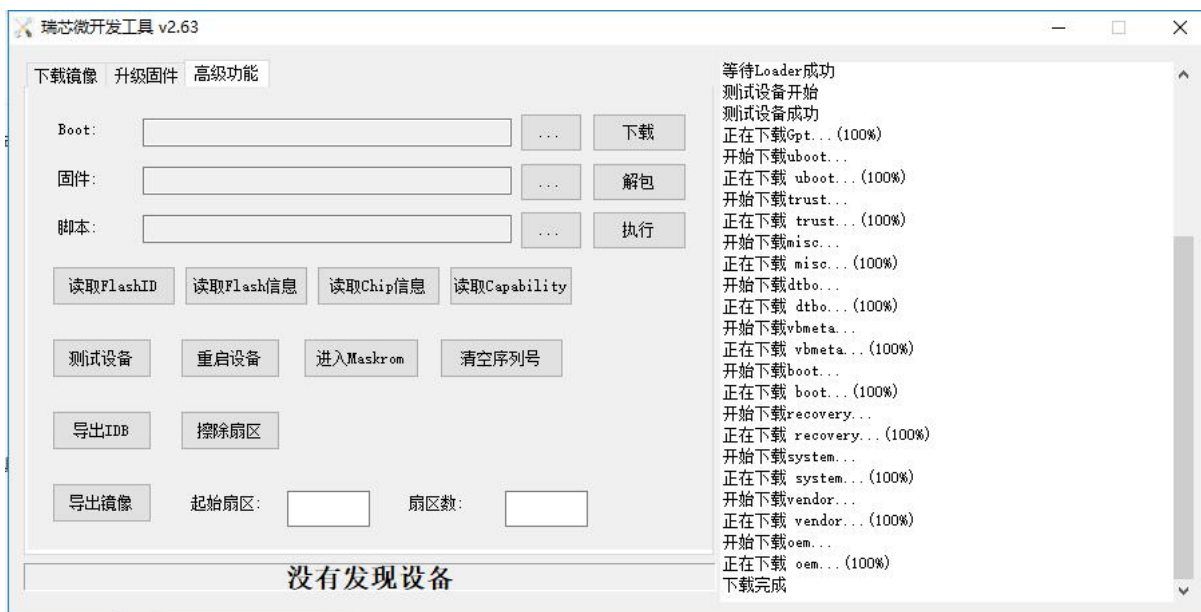 瑞芯微开发工具 v2.63
下载镜像 升级固件 高级功能
Boot: ... 下载
固件: ... 解包
脚本: ... 执行
读取FlashID 读取Flash信息 读取Chip信息 读取Capability
测试设备 重启设备 进入Maskrom 清空序列号
导出IDB 擦除扇区
导出镜像 起始扇区: 扇区数:
没有发现设备
等待Loader成功
测试设备开始
测试设备成功
正在下载Gpt...(100%)
开始下载uboot...
正在下载 uboot...(100%)
开始下载trust...
正在下载 trust...(100%)
开始下载misc...
正在下载 misc...(100%)
开始下载dtbo...
正在下载 dtbo...(100%)
开始下载vbmeta...
正在下载 vbmeta...(100%)
开始下载boot...
正在下载 boot...(100%)
开始下载recovery...
正在下载 recovery...(100%)
开始下载system...
正在下载 system...(100%)
开始下载vendor...
正在下载 vendor...(100%)
开始下载oem...
正在下载 oem...(100%)
下载完成